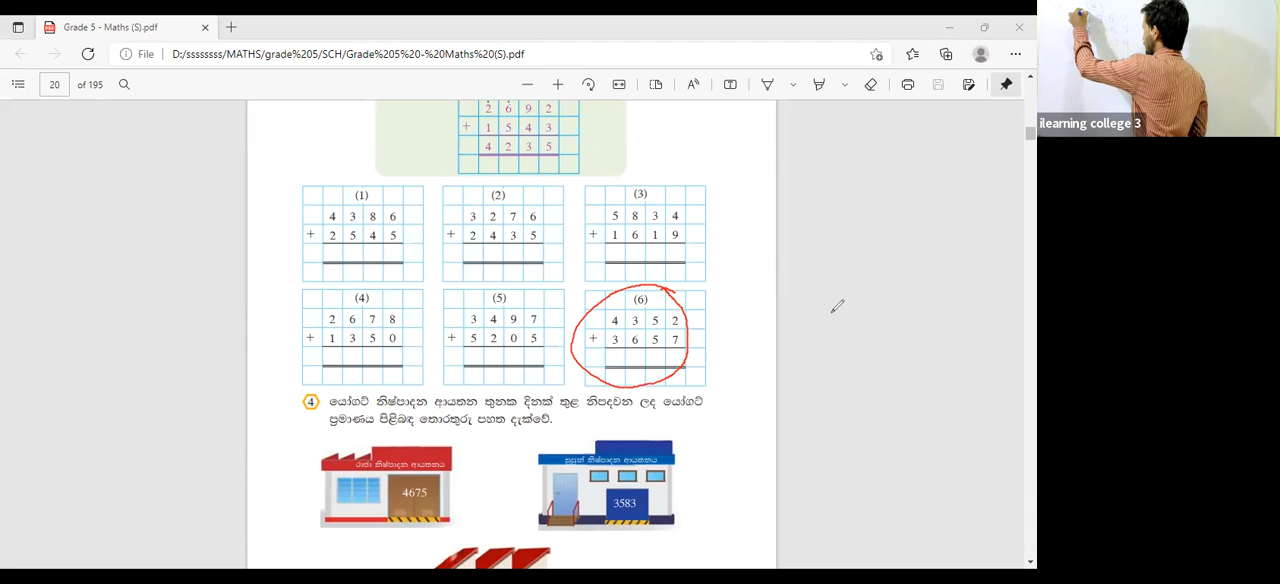 Grade 5 - Maths (S).pdf
File D:/ssssssss/MATHS/grade%205/SCH/Grade%205%20-%20Maths%20(S).pdf
20 of 195
ilearning college 3
2 6 9 2
+ 1 5 4 3
4 2 3 5
(1)
4 3 8 6
+ 2 5 4 5
(2)
3 2 7 6
+ 2 4 3 5
(3)
5 8 3 4
+ 1 6 1 9
(4)
2 6 7 8
+ 1 3 5 0
(5)
3 4 9 7
+ 5 2 0 5
(6)
4 3 5 2
+ 3 6 5 7
4 යෝගට් නිෂ්පාදන ආයතන තුනක දිනක් තුළ නිපදවන ලද යෝගට්
ප්‍රමාණය පිළිබඳ තොරතුරු පහත දැක්වේ.
රාජා නිෂ්පාදන ආයතනය
4675
සුපුන් නිෂ්පාදන ආයතනය
3583